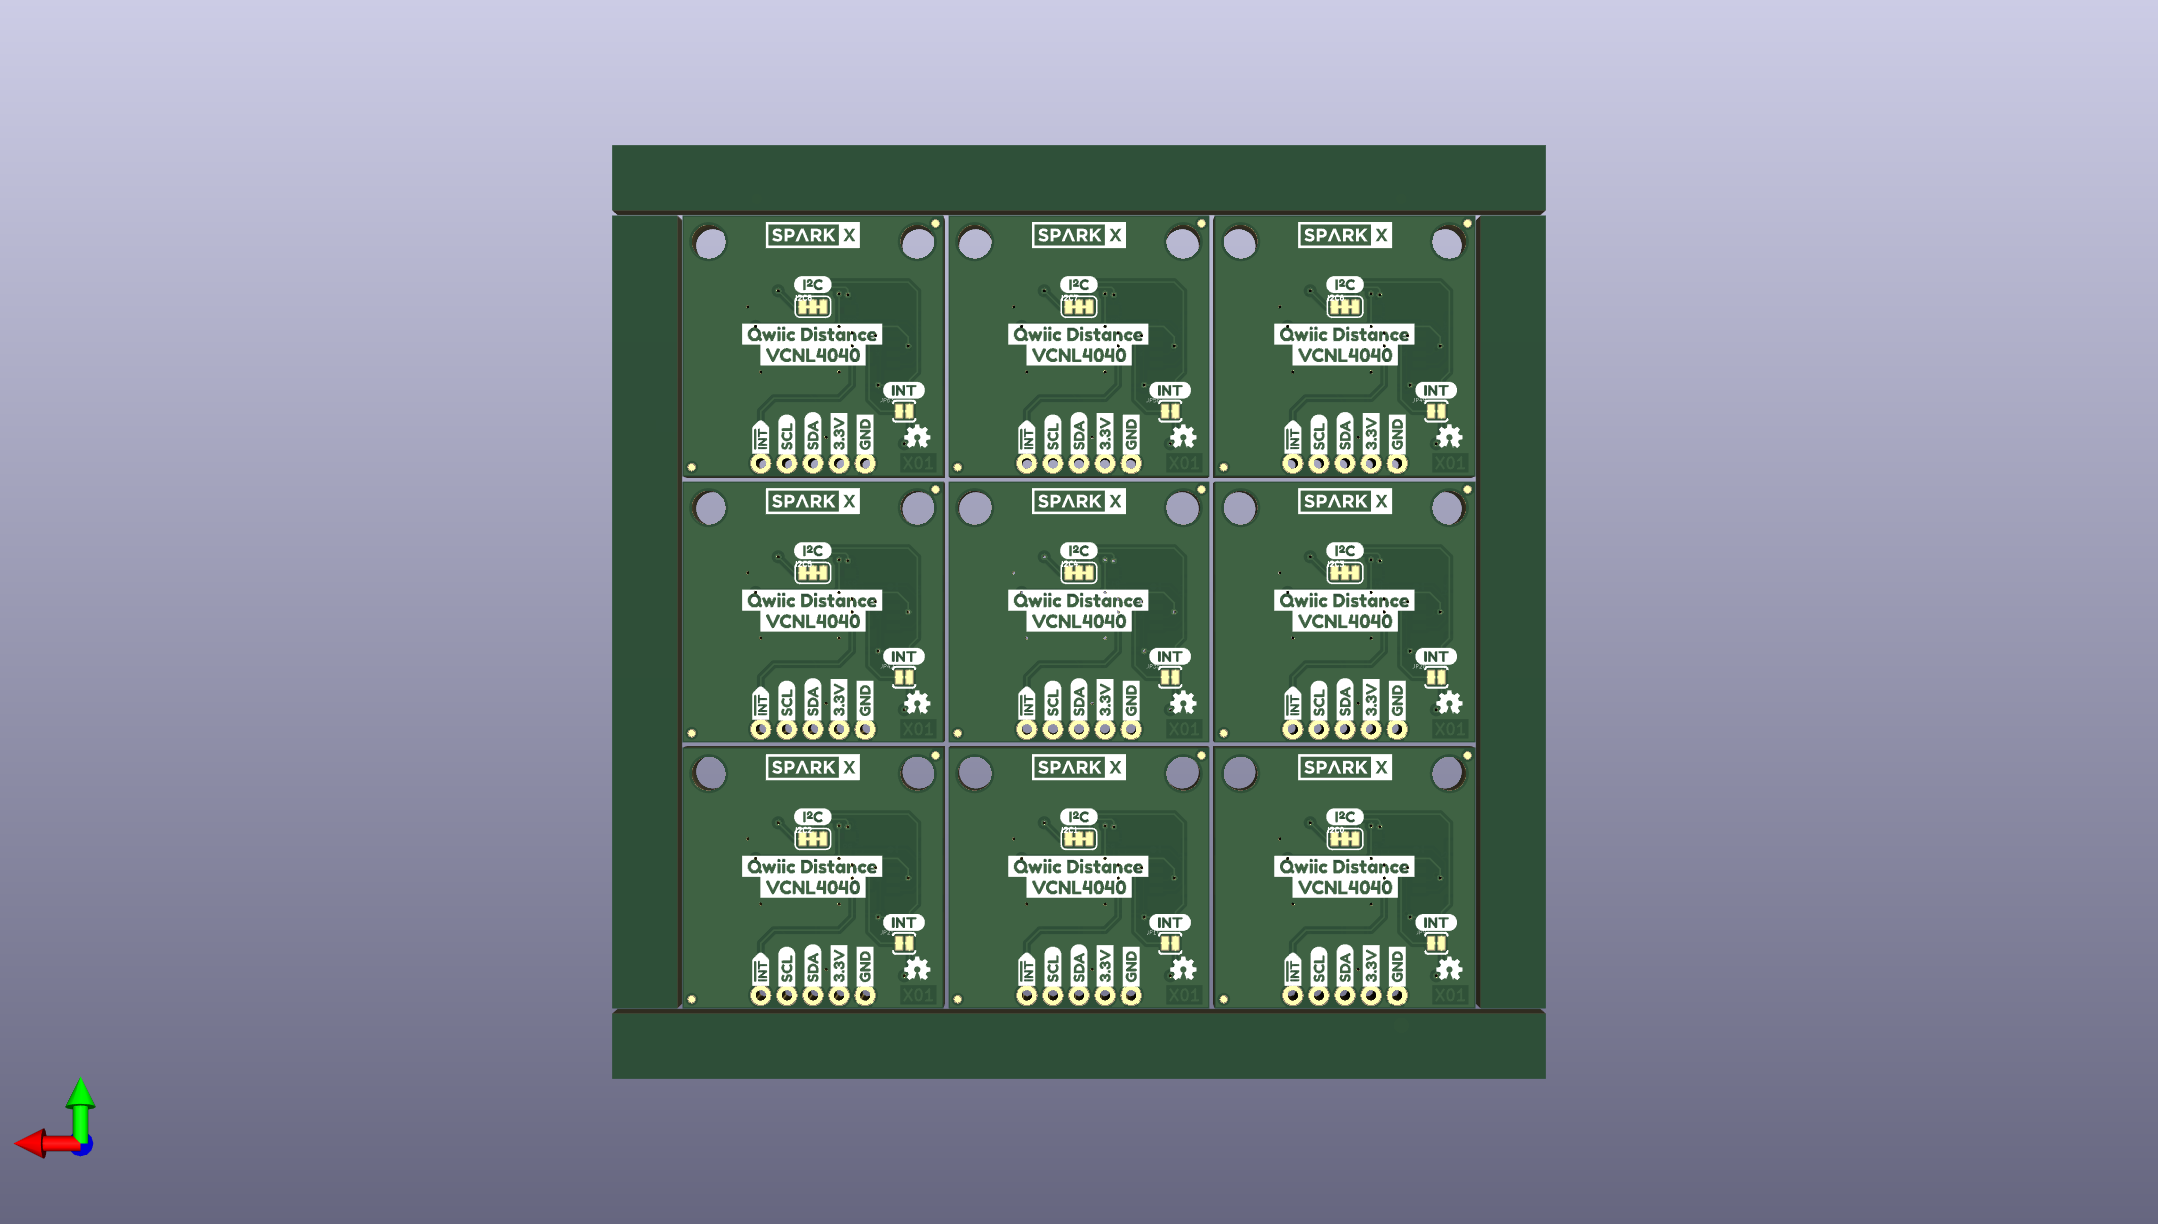 SPARK X SPARK X SPARK X
I²C I²C I²C
Qwiic Distance Qwiic Distance Qwiic Distance
VCNL4040 VCNL4040 VCNL4040
INT INT INT
INT SCL SDA 3.3V GND INT SCL SDA 3.3V GND INT SCL SDA 3.3V GND
X01 X01 X01
SPARK X SPARK X SPARK X
I²C I²C I²C
Qwiic Distance Qwiic Distance Qwiic Distance
VCNL4040 VCNL4040 VCNL4040
INT INT INT
INT SCL SDA 3.3V GND INT SCL SDA 3.3V GND INT SCL SDA 3.3V GND
X01 X01 X01
SPARK X SPARK X SPARK X
I²C I²C I²C
Qwiic Distance Qwiic Distance Qwiic Distance
VCNL4040 VCNL4040 VCNL4040
INT INT INT
INT SCL SDA 3.3V GND INT SCL SDA 3.3V GND INT SCL SDA 3.3V GND
X01 X01 X01